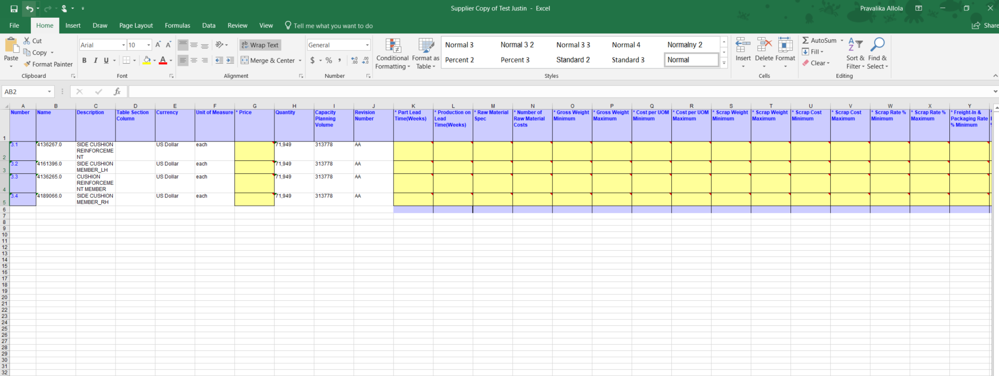 Supplier Copy of Test Justin - Excel
Pravalika Allola
File Home Insert Draw Page Layout Formulas Data Review View Tell me what you want to do Share
Paste
Cut
Copy
Format Painter
Clipboard
Arial 10
B I U
Font
Wrap Text
Merge & Center
Alignment
General
$ % ,
Number
Conditional Formatting
Format as Table
Normal 3 Normal 3 2 Normal 3 3 Normal 4 Normalny 2
Percent 2 Percent 3 Standard 2 Standard 3 Normal
Styles
Insert Delete Format
Cells
AutoSum
Fill
Clear
Sort & Filter
Find & Select
Editing
AB2 fx
A B C D E F G H I J K L M N O P Q R S T U V W X Y
1
Number
Name
Description
Table Section Column
Currency
Unit of Measure
* Price
Quantity
Capacity Planning Volume
Revision Number
* Part Lead Time(Weeks)
* Production on Lead Time(Weeks)
* Raw Material Spec
* Number of Raw Material Costs
* Gross Weight Minimum
* Gross Weight Maximum
* Cost per UOM Minimum
* Cost per UOM Maximum
* Scrap Weight Minimum
* Scrap Weight Maximum
* Scrap Cost Minimum
* Scrap Cost Maximum
* Scrap Rate % Minimum
* Scrap Rate % Maximum
* Freight-In & Packaging Rate % Minimum
2 3.1 4136267.0 SIDE CUSHION REINFORCEMENT US Dollar each 71,949 313778 AA
3 3.2 4161396.0 SIDE CUSHION MEMBER_LH US Dollar each 71,949 313778 AA
4 3.3 4136265.0 CUSHION REINFORCEMENT MEMBER US Dollar each 71,949 313778 AA
5 3.4 4189066.0 SIDE CUSHION MEMBER_RH US Dollar each 71,949 313778 AA
6
7
8
9
10
11
12
13
14
15
16
17
18
19
20
21
22
23
24
25
26
27
28
29
30
31
32